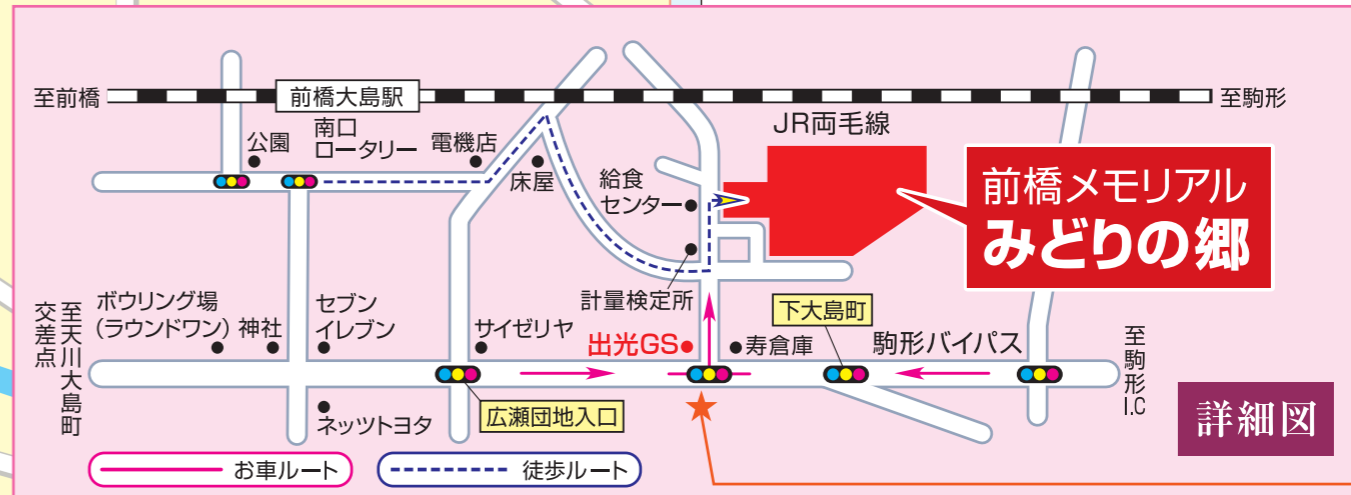 至前橋
前橋大島駅
至駒形
JR両毛線
公園
南口
ロータリー
電機店
床屋
給食
センター
前橋メモリアル
みどりの郷
計量検定所
至天川大島町
交差点
ボウリング場
(ラウンドワン)
神社
セブン
イレブン
サイゼリヤ
出光GS
寿倉庫
下大島町
駒形バイパス
至駒形I.C
ネッツトヨタ
広瀬団地入口
詳細図
お車ルート
徒歩ルート